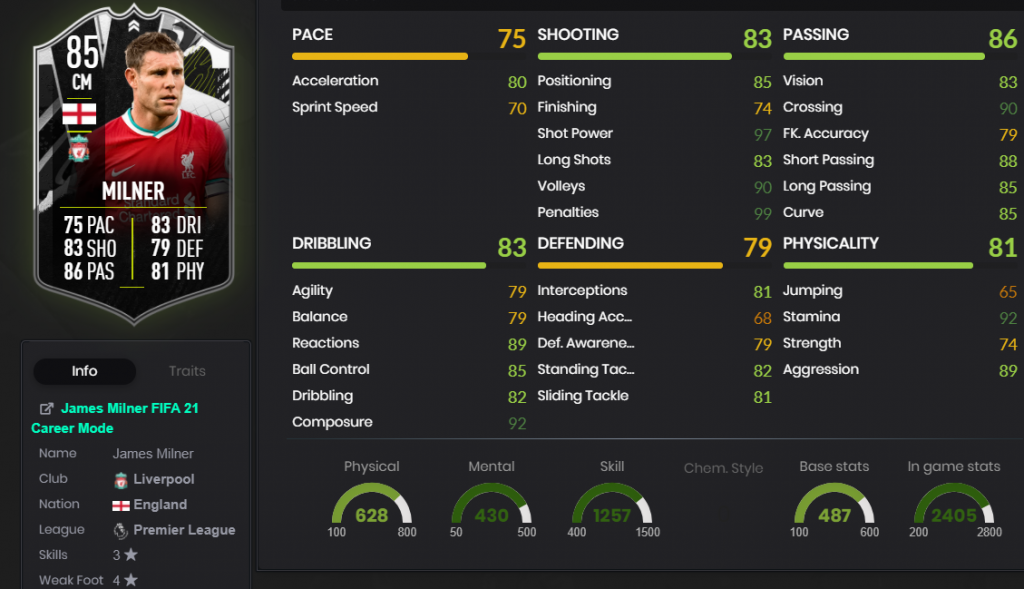 85
CM
MILNER
75 PAC 83 DRI
83 SHO 79 DEF
86 PAS 81 PHY
Info Traits
James Milner FIFA 21
Career Mode
Name James Milner
Club Liverpool
Nation England
League Premier League
Skills 3 ★
Weak Foot 4 ★
PACE 75
Acceleration 80
Sprint Speed 70
SHOOTING 83
Positioning 85
Finishing 74
Shot Power 97
Long Shots 83
Volleys 90
Penalties 99
PASSING 86
Vision 83
Crossing 90
FK. Accuracy 79
Short Passing 88
Long Passing 85
Curve 85
DRIBBLING 83
Agility 79
Balance 79
Reactions 89
Ball Control 85
Dribbling 82
Composure 92
DEFENDING 79
Interceptions 81
Heading Acc... 68
Def. Awarene... 79
Standing Tac... 82
Sliding Tackle 81
PHYSICALITY 81
Jumping 65
Stamina 92
Strength 74
Aggression 89
Physical
628
100 800
Mental
430
50 500
Skill
1257
400 1500
Chem. Style
Base stats
487
100 600
In game stats
2405
200 2800